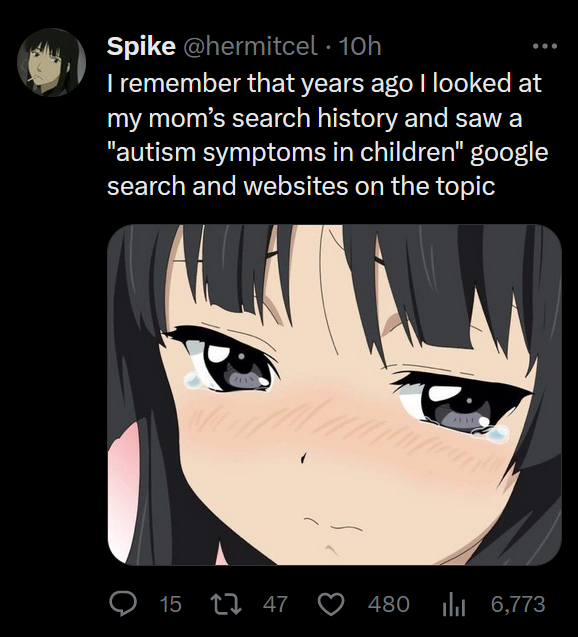 Spike @hermitcel · 10h
I remember that years ago I looked at
my mom’s search history and saw a
"autism symptoms in children" google
search and websites on the topic
15 47 480 6,773